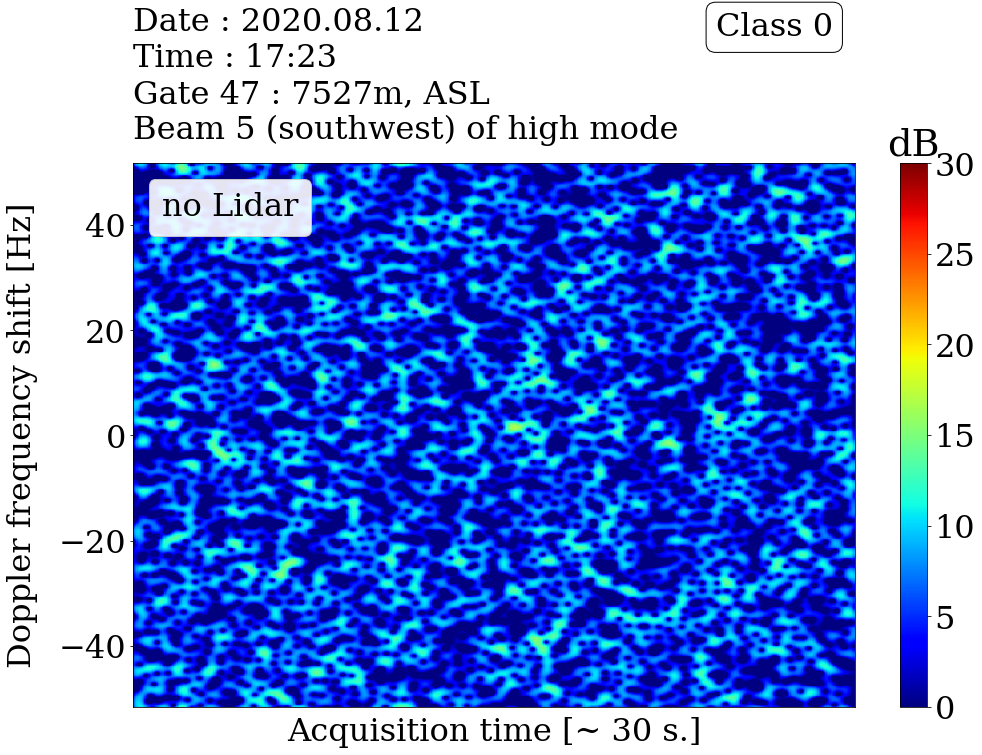 Date : 2020.08.12
Time : 17:23
Gate 47 : 7527m, ASL
Beam 5 (southwest) of high mode
Class 0
dB
no Lidar
Doppler frequency shift [Hz]
40
20
0
−20
−40
30
25
20
15
10
5
0
Acquisition time [~ 30 s.]